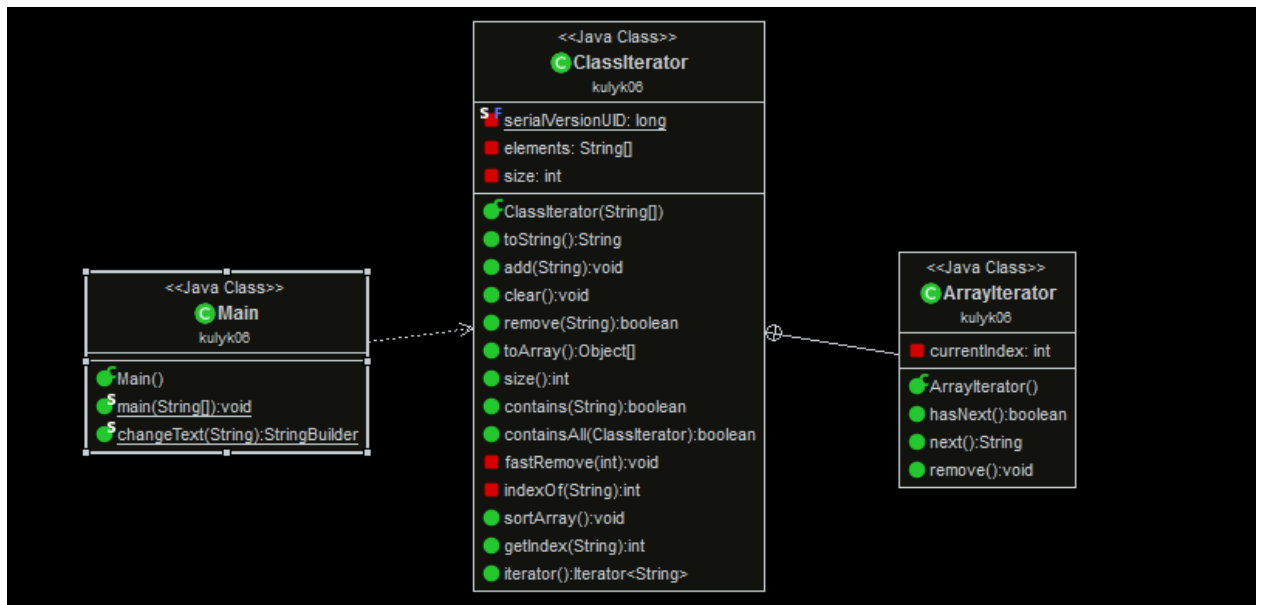 <<Java Class>>
ClassIterator
kulyk06
serialVersionUID: long
elements: String[]
size: int
ClassIterator(String[])
toString():String
add(String):void
clear():void
remove(String):boolean
toArray():Object[]
size():int
contains(String):boolean
containsAll(ClassIterator):boolean
fastRemove(int):void
indexOf(String):int
sortArray():void
getIndex(String):int
iterator():Iterator<String>
<<Java Class>>
Main
kulyk06
Main()
main(String[]):void
changeText(String):StringBuilder
<<Java Class>>
ArrayIterator
kulyk06
currentIndex: int
ArrayIterator()
hasNext():boolean
next():String
remove():void